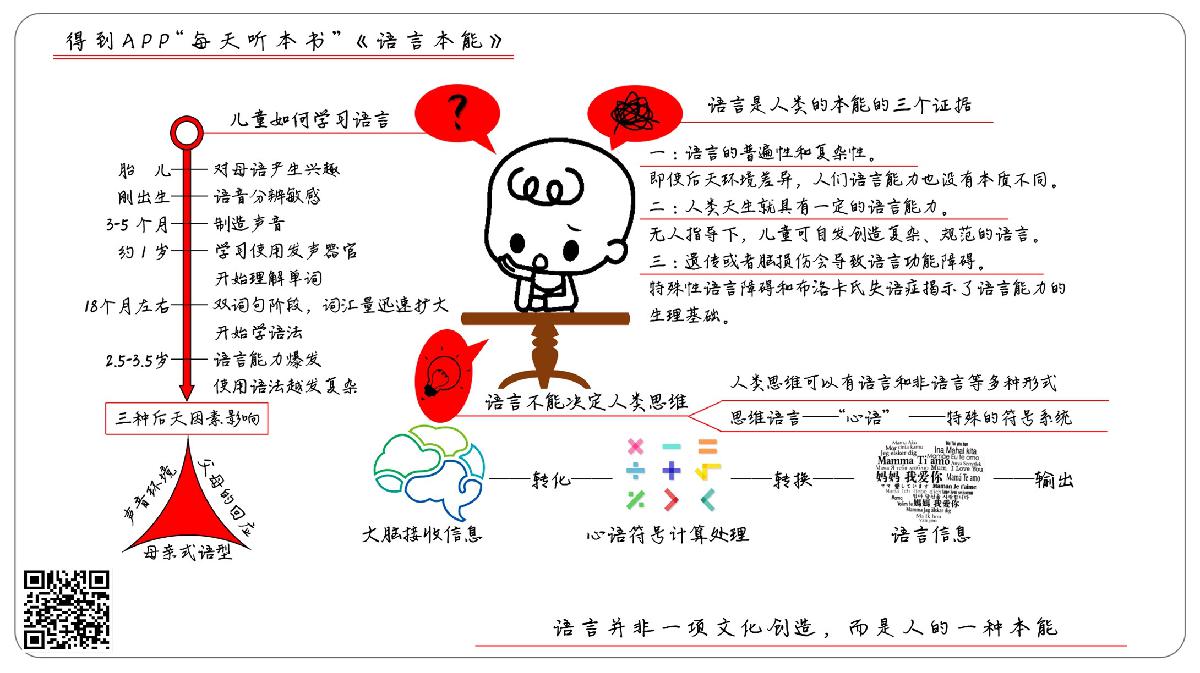 得到APP“每天听本书”《语言本能》
儿童如何学习语言
?
胎 儿 对母语产生兴趣
刚出生 语音分辨敏感
3-5个月 制造声音
约1岁 学习使用发声器官
开始理解单词
18个月左右 双词句阶段，词汇量迅速扩大
开始学语法
2.5-3.5岁 语言能力爆发
使用语法越发复杂
三种后天因素影响
声音环境
父母的回应
母亲式语型
语言是人类的本能的三个证据
一：语言的普遍性和复杂性。
即使后天环境差异，人们语言能力也没有本质不同。
二：人类天生就具有一定的语言能力。
无人指导下，儿童可自发创造复杂、规范的语言。
三：遗传或者脑损伤会导致语言功能障碍。
特殊性语言障碍和布洛卡氏失语症揭示了语言能力的
生理基础。
语言不能决定人类思维
人类思维可以有语言和非语言等多种形式
思维语言——“心语”——特殊的符号系统
大脑接收信息
转化
× − =
÷ + √
% > <
心语符号计算处理
转换
Mamma Ti amo
妈妈 我爱你
语言信息
输出
语言并非一项文化创造，而是人的一种本能